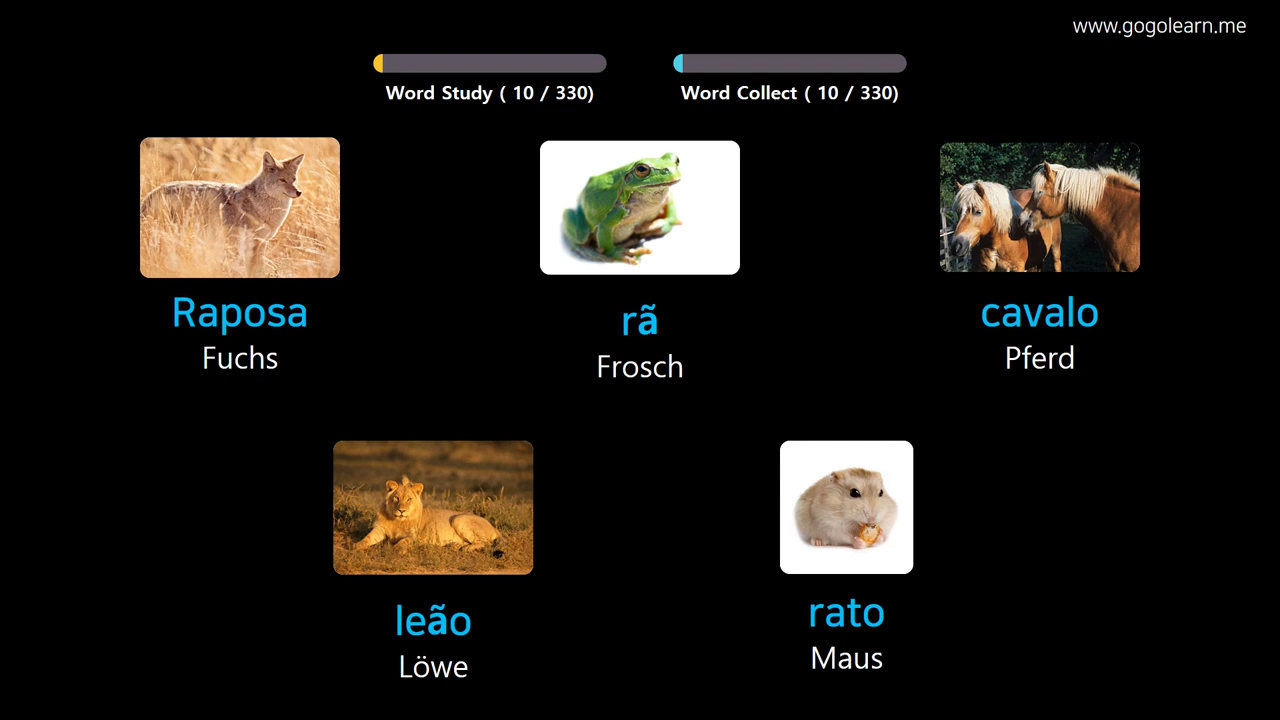 www.gogolearn.me
Word Study ( 10 / 330)
Word Collect ( 10 / 330)
Raposa
Fuchs
rã
Frosch
cavalo
Pferd
leão
Löwe
rato
Maus